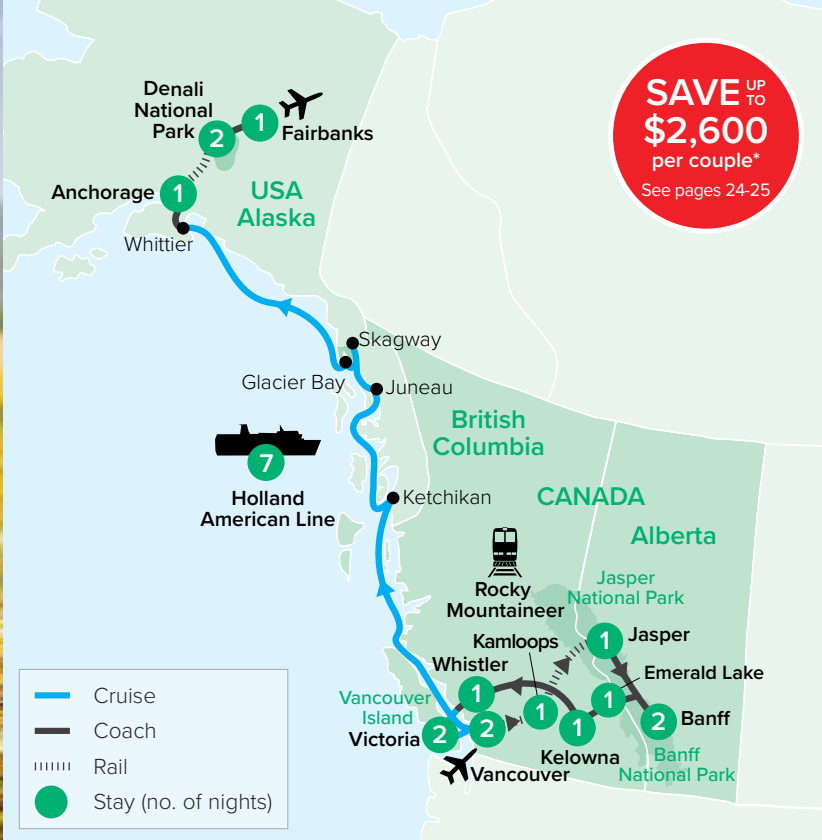 SAVE UP TO
$2,600
per couple*
See pages 24-25
Denali
National
Park
2
1
Fairbanks
Anchorage
1
USA
Alaska
Whittier
Skagway
Glacier Bay
Juneau
British
Columbia
7
Holland
American Line
Ketchikan
CANADA
Alberta
Rocky
Mountaineer
Jasper
National Park
Kamloops
1
Jasper
Whistler
Emerald Lake
1
1
1
Vancouver
Island
Victoria
2
2
1
2
Banff
Kelowna
Vancouver
Banff
National Park
Cruise
Coach
Rail
Stay (no. of nights)